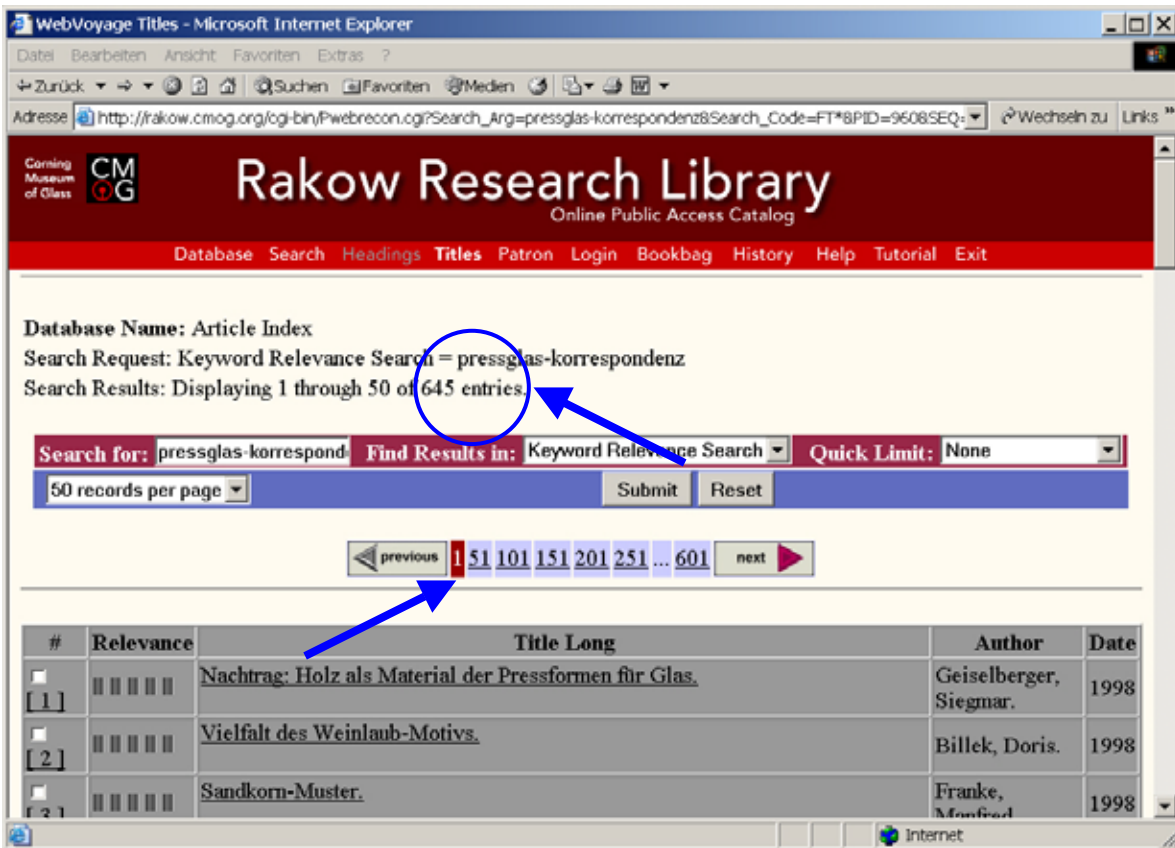 WebVoyage Titles - Microsoft Internet Explorer
Datei Bearbeiten Ansicht Favoriten Extras ?
Zurück Suchen Favoriten Medien
Adresse http://rakow.cmog.org/cgi-bin/Pwebrecon.cgi?Search_Arg=pressglas-korrespondenz&Search_Code=FT*&PID=960&SEQ= Wechseln zu Links »
Corning
Museum
of Glass
CM
OG
Rakow Research Library
Online Public Access Catalog
Database Search Headings Titles Patron Login Bookbag History Help Tutorial Exit
Database Name: Article Index
Search Request: Keyword Relevance Search = pressglas-korrespondenz
Search Results: Displaying 1 through 50 of 645 entries.
Search for: pressglas-korrespond Find Results in: Keyword Relevance Search Quick Limit: None
50 records per page Submit Reset
previous 1 51 101 151 201 251 ... 601 next
# Relevance Title Long Author Date
[ 1 ] Nachtrag: Holz als Material der Pressformen für Glas. Geiselberger, Siegmar. 1998
[ 2 ] Vielfalt des Weinlaub-Motivs. Billek, Doris. 1998
[ 3 ] Sandkorn-Muster. Franke, Manfred 1998
Internet